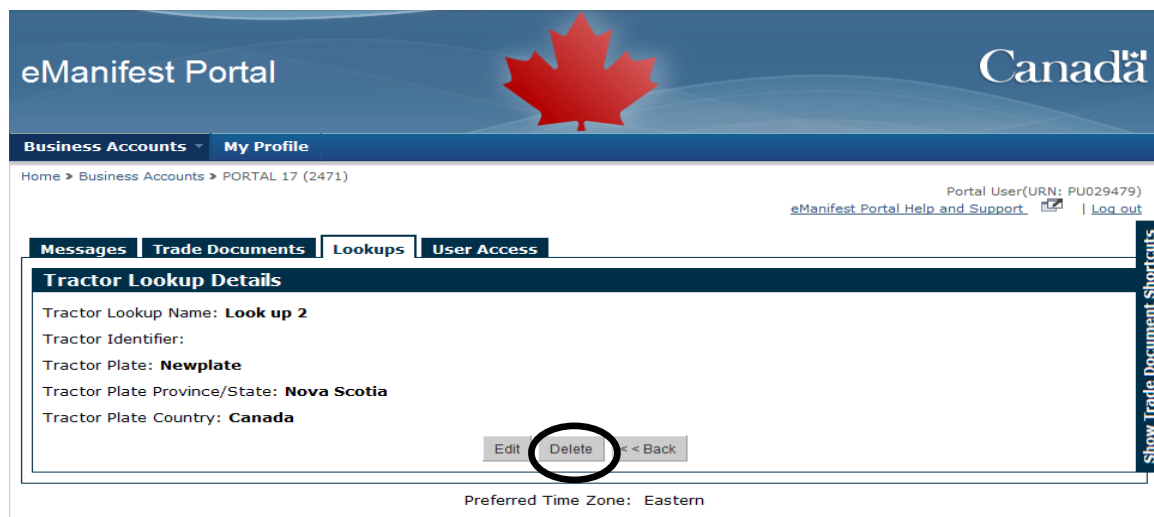 eManifest Portal
Canada
Business Accounts My Profile
Home > Business Accounts > PORTAL 17 (2471)
Portal User(URN: PU029479)
eManifest Portal Help and Support | Log out
Messages Trade Documents Lookups User Access
Tractor Lookup Details
Tractor Lookup Name: Look up 2
Tractor Identifier:
Tractor Plate: Newplate
Tractor Plate Province/State: Nova Scotia
Tractor Plate Country: Canada
Edit Delete < < Back
Show Trade Document Shortcuts
Preferred Time Zone: Eastern